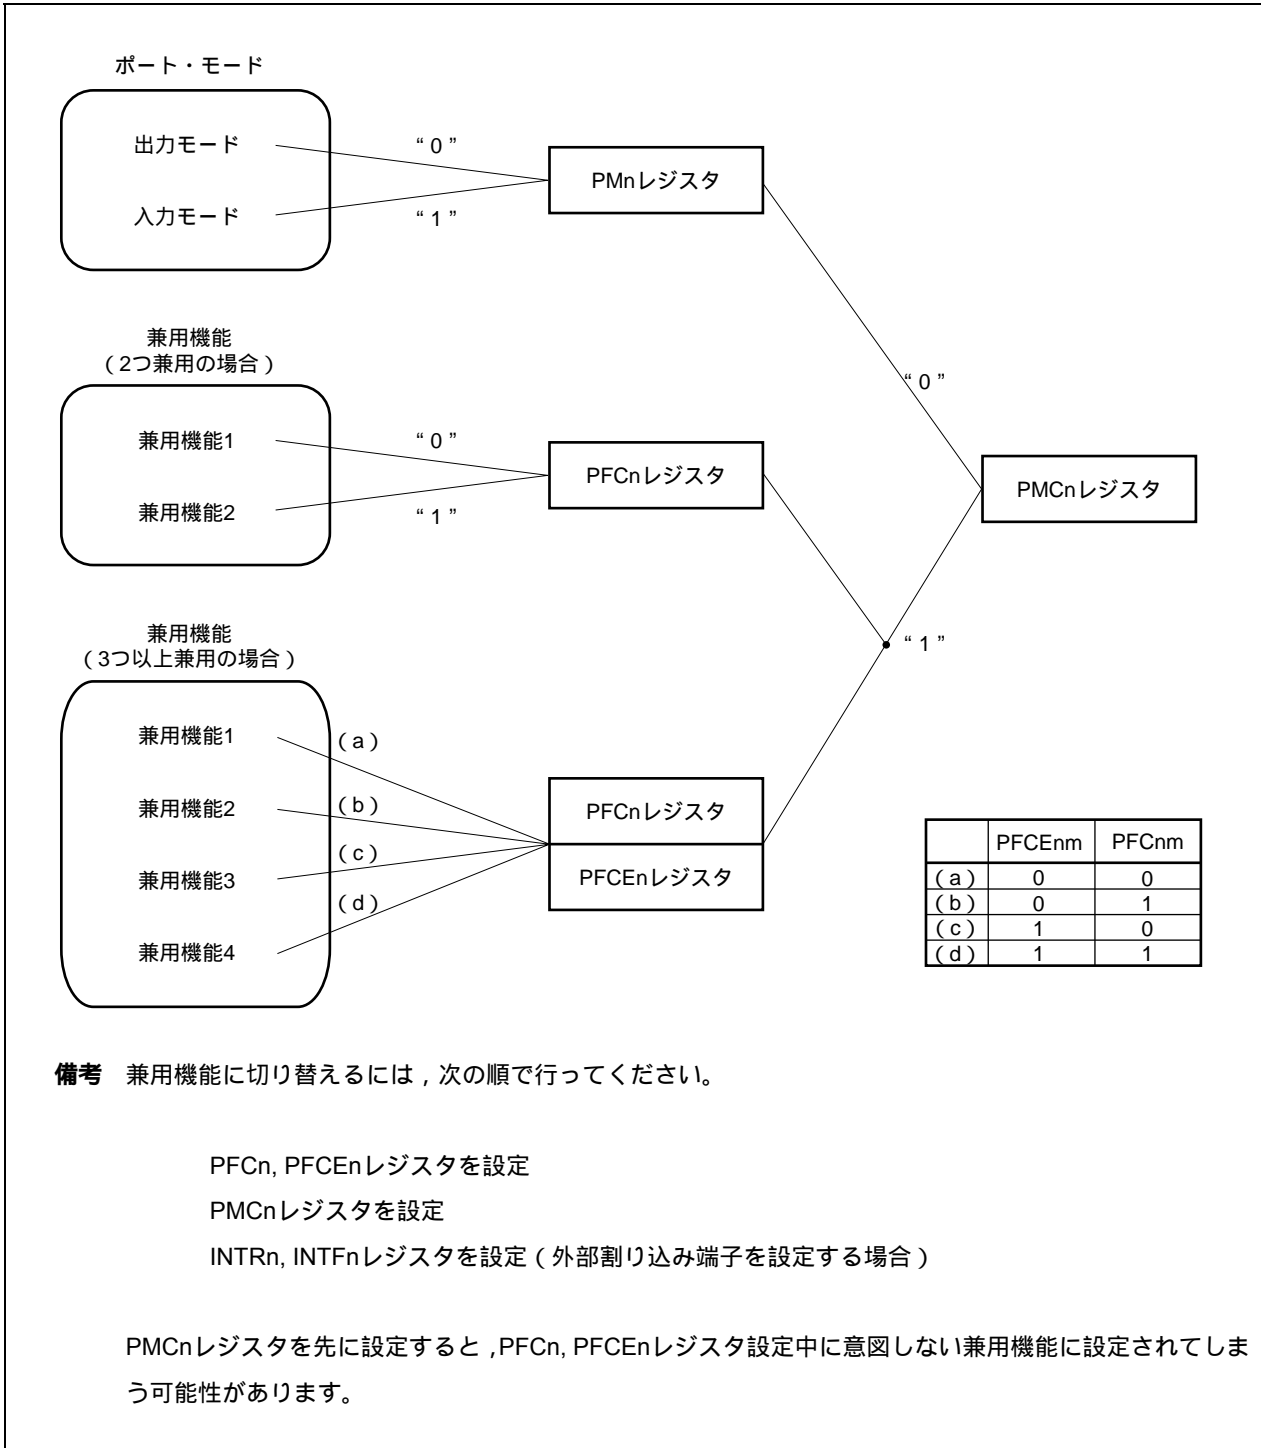 ポート・モード
出力モード
“0”
入力モード
“1”
PMnレジスタ
兼用機能
（2つ兼用の場合）
兼用機能1
“0”
兼用機能2
“1”
PFCnレジスタ
“0”
PMCnレジスタ
“1”
兼用機能
（3つ以上兼用の場合）
兼用機能1
（a）
兼用機能2
（b）
兼用機能3
（c）
兼用機能4
（d）
PFCnレジスタ
PFCEnレジスタ
PFCEnm PFCnm
（a） 0 0
（b） 0 1
（c） 1 0
（d） 1 1
備考 兼用機能に切り替えるには，次の順で行ってください。
PFCn, PFCEnレジスタを設定
PMCnレジスタを設定
INTRn, INTFnレジスタを設定（外部割り込み端子を設定する場合）
PMCnレジスタを先に設定すると，PFCn, PFCEnレジスタ設定中に意図しない兼用機能に設定されてしま
う可能性があります。